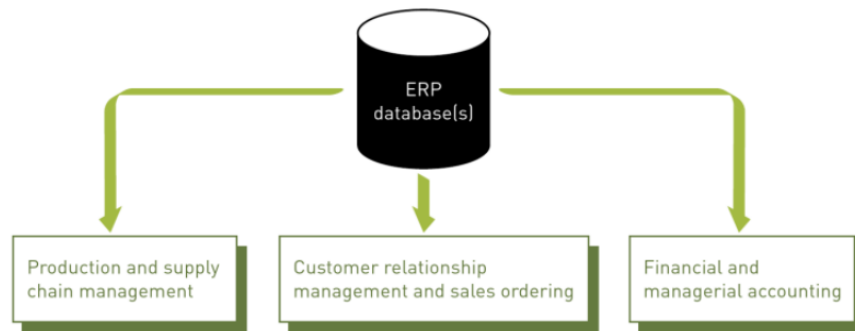 ERP
database(s)
Production and supply
chain management
Customer relationship
management and sales ordering
Financial and
managerial accounting